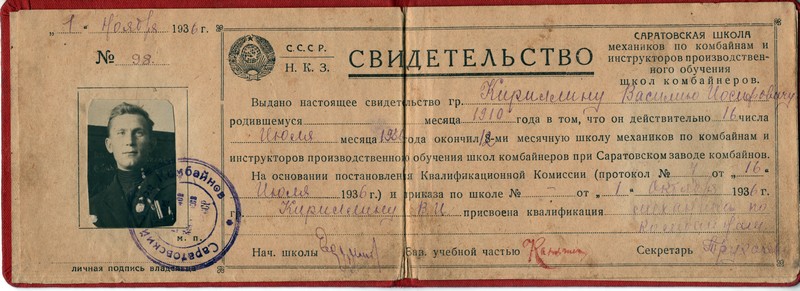 „1" Ноября 1936 г.
№ 98.
С.С.С.Р.
Н.К.З.
СВИДЕТЕЛЬСТВО
САРАТОВСКАЯ ШКОЛА
механиков по комбайнам и
инструкторов производствен-
ного обучения
школ комбайнеров.
Выдано настоящее свидетельство гр. Кириллину Василию Иосифовичу
родившемуся месяца 1910 года в том, что он действительно 16 числа
Июля месяца 1936 года окончил 12-ми месячную школу механиков по комбайнам и
инструкторов производственного обучения школ комбайнеров при Саратовском заводе комбайнов.
На основании постановления Квалификационной Комиссии (протокол № 4 „16"
Июля 1936 г.) и приказа по школе № - „1" октября 1936 г.
г. Кириллину В.И. присвоена квалификация механика по
комбайнам
Нач. школы Зав. учебной частью Секретарь
м. п.
Саратовский комбайнов
личная подпись владельца